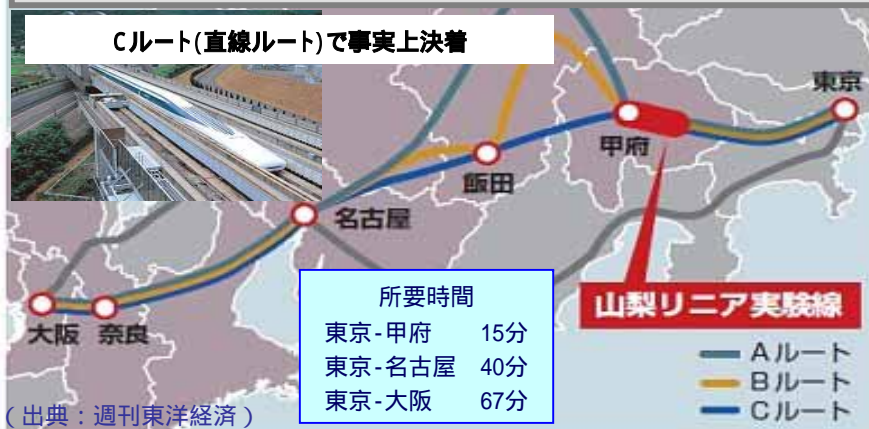 Cルート(直線ルート)で事実上決着
東京
甲府
飯田
名古屋
大阪
奈良
所要時間
東京-甲府 15分
東京-名古屋 40分
東京-大阪 67分
山梨リニア実験線
Aルート
Bルート
Cルート
(出典：週刊東洋経済)